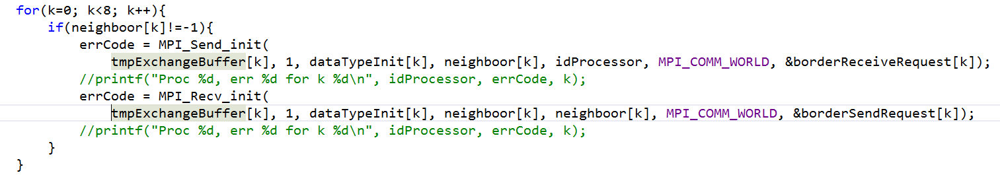 for(k=0; k<8; k++){
    if(neighboor[k]!=-1){
        errCode = MPI_Send_init(
            tmpExchangeBuffer[k], 1, dataTypeInit[k], neighboor[k], idProcessor, MPI_COMM_WORLD, &borderReceiveRequest[k]);
        //printf("Proc %d, err %d for k %d\n", idProcessor, errCode, k);
        errCode = MPI_Recv_init(
            tmpExchangeBuffer[k], 1, dataTypeInit[k], neighboor[k], neighboor[k], MPI_COMM_WORLD, &borderSendRequest[k]);
        //printf("Proc %d, err %d for k %d\n", idProcessor, errCode, k);
    }
}